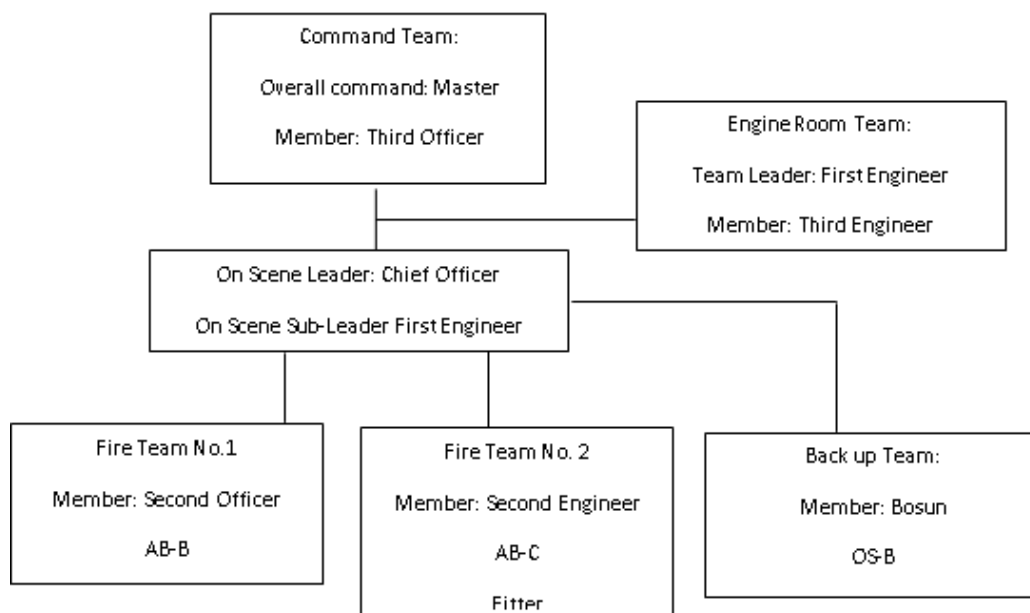 Command Team:
Overall command: Master
Member: Third Officer
Engine Room Team:
Team Leader: First Engineer
Member: Third Engineer
On Scene Leader: Chief Officer
On Scene Sub-Leader First Engineer
Fire Team No.1
Member: Second Officer
AB-B
Fire Team No. 2
Member: Second Engineer
AB-C
Fitter
Back up Team:
Member: Bosun
OS-B